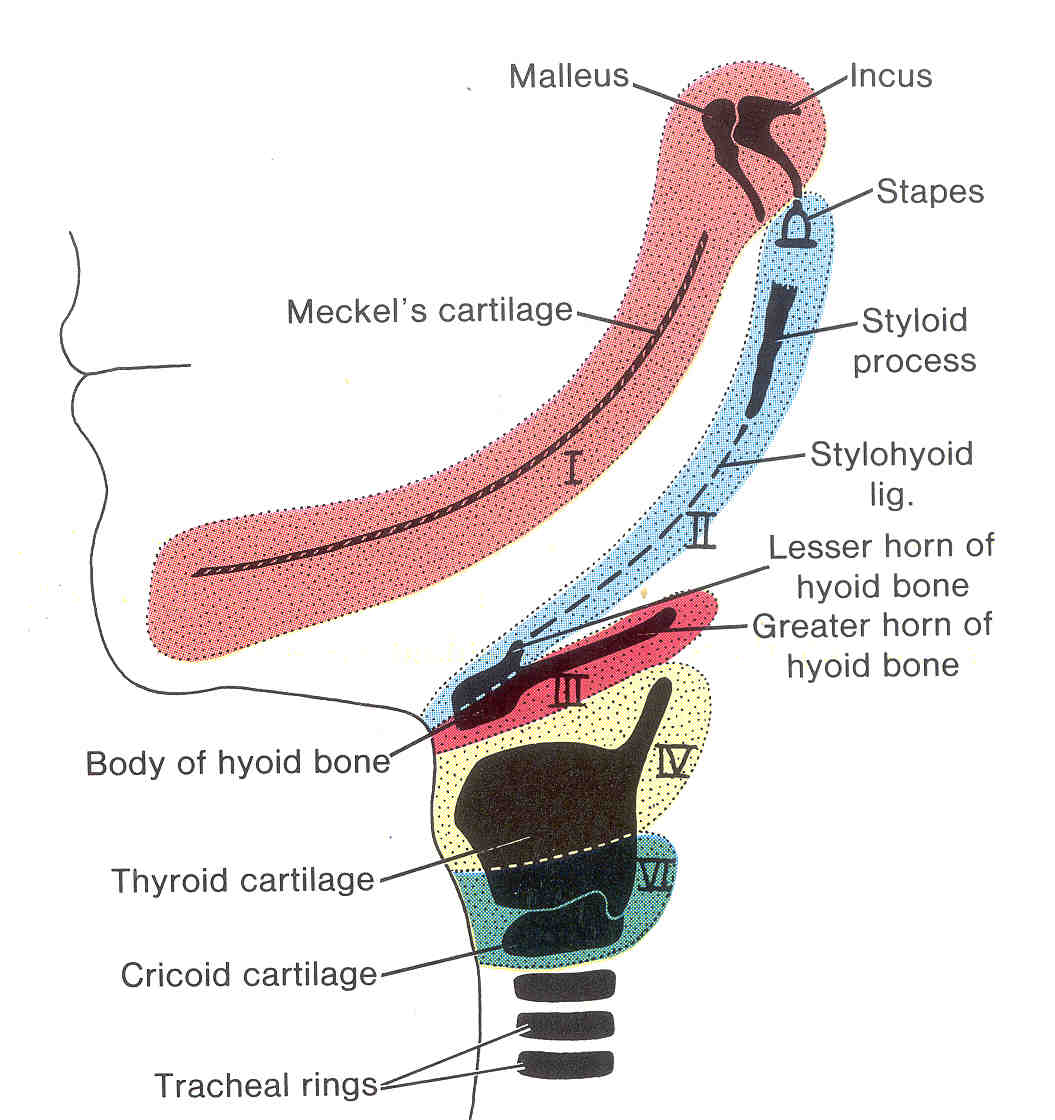 Malleus
Incus
Stapes
Meckel's cartilage
Styloid
process
I
Stylohyoid
lig.
II
Lesser horn of
hyoid bone
Greater horn of
hyoid bone
III
Body of hyoid bone
IV
Thyroid cartilage
VI
Cricoid cartilage
Tracheal rings